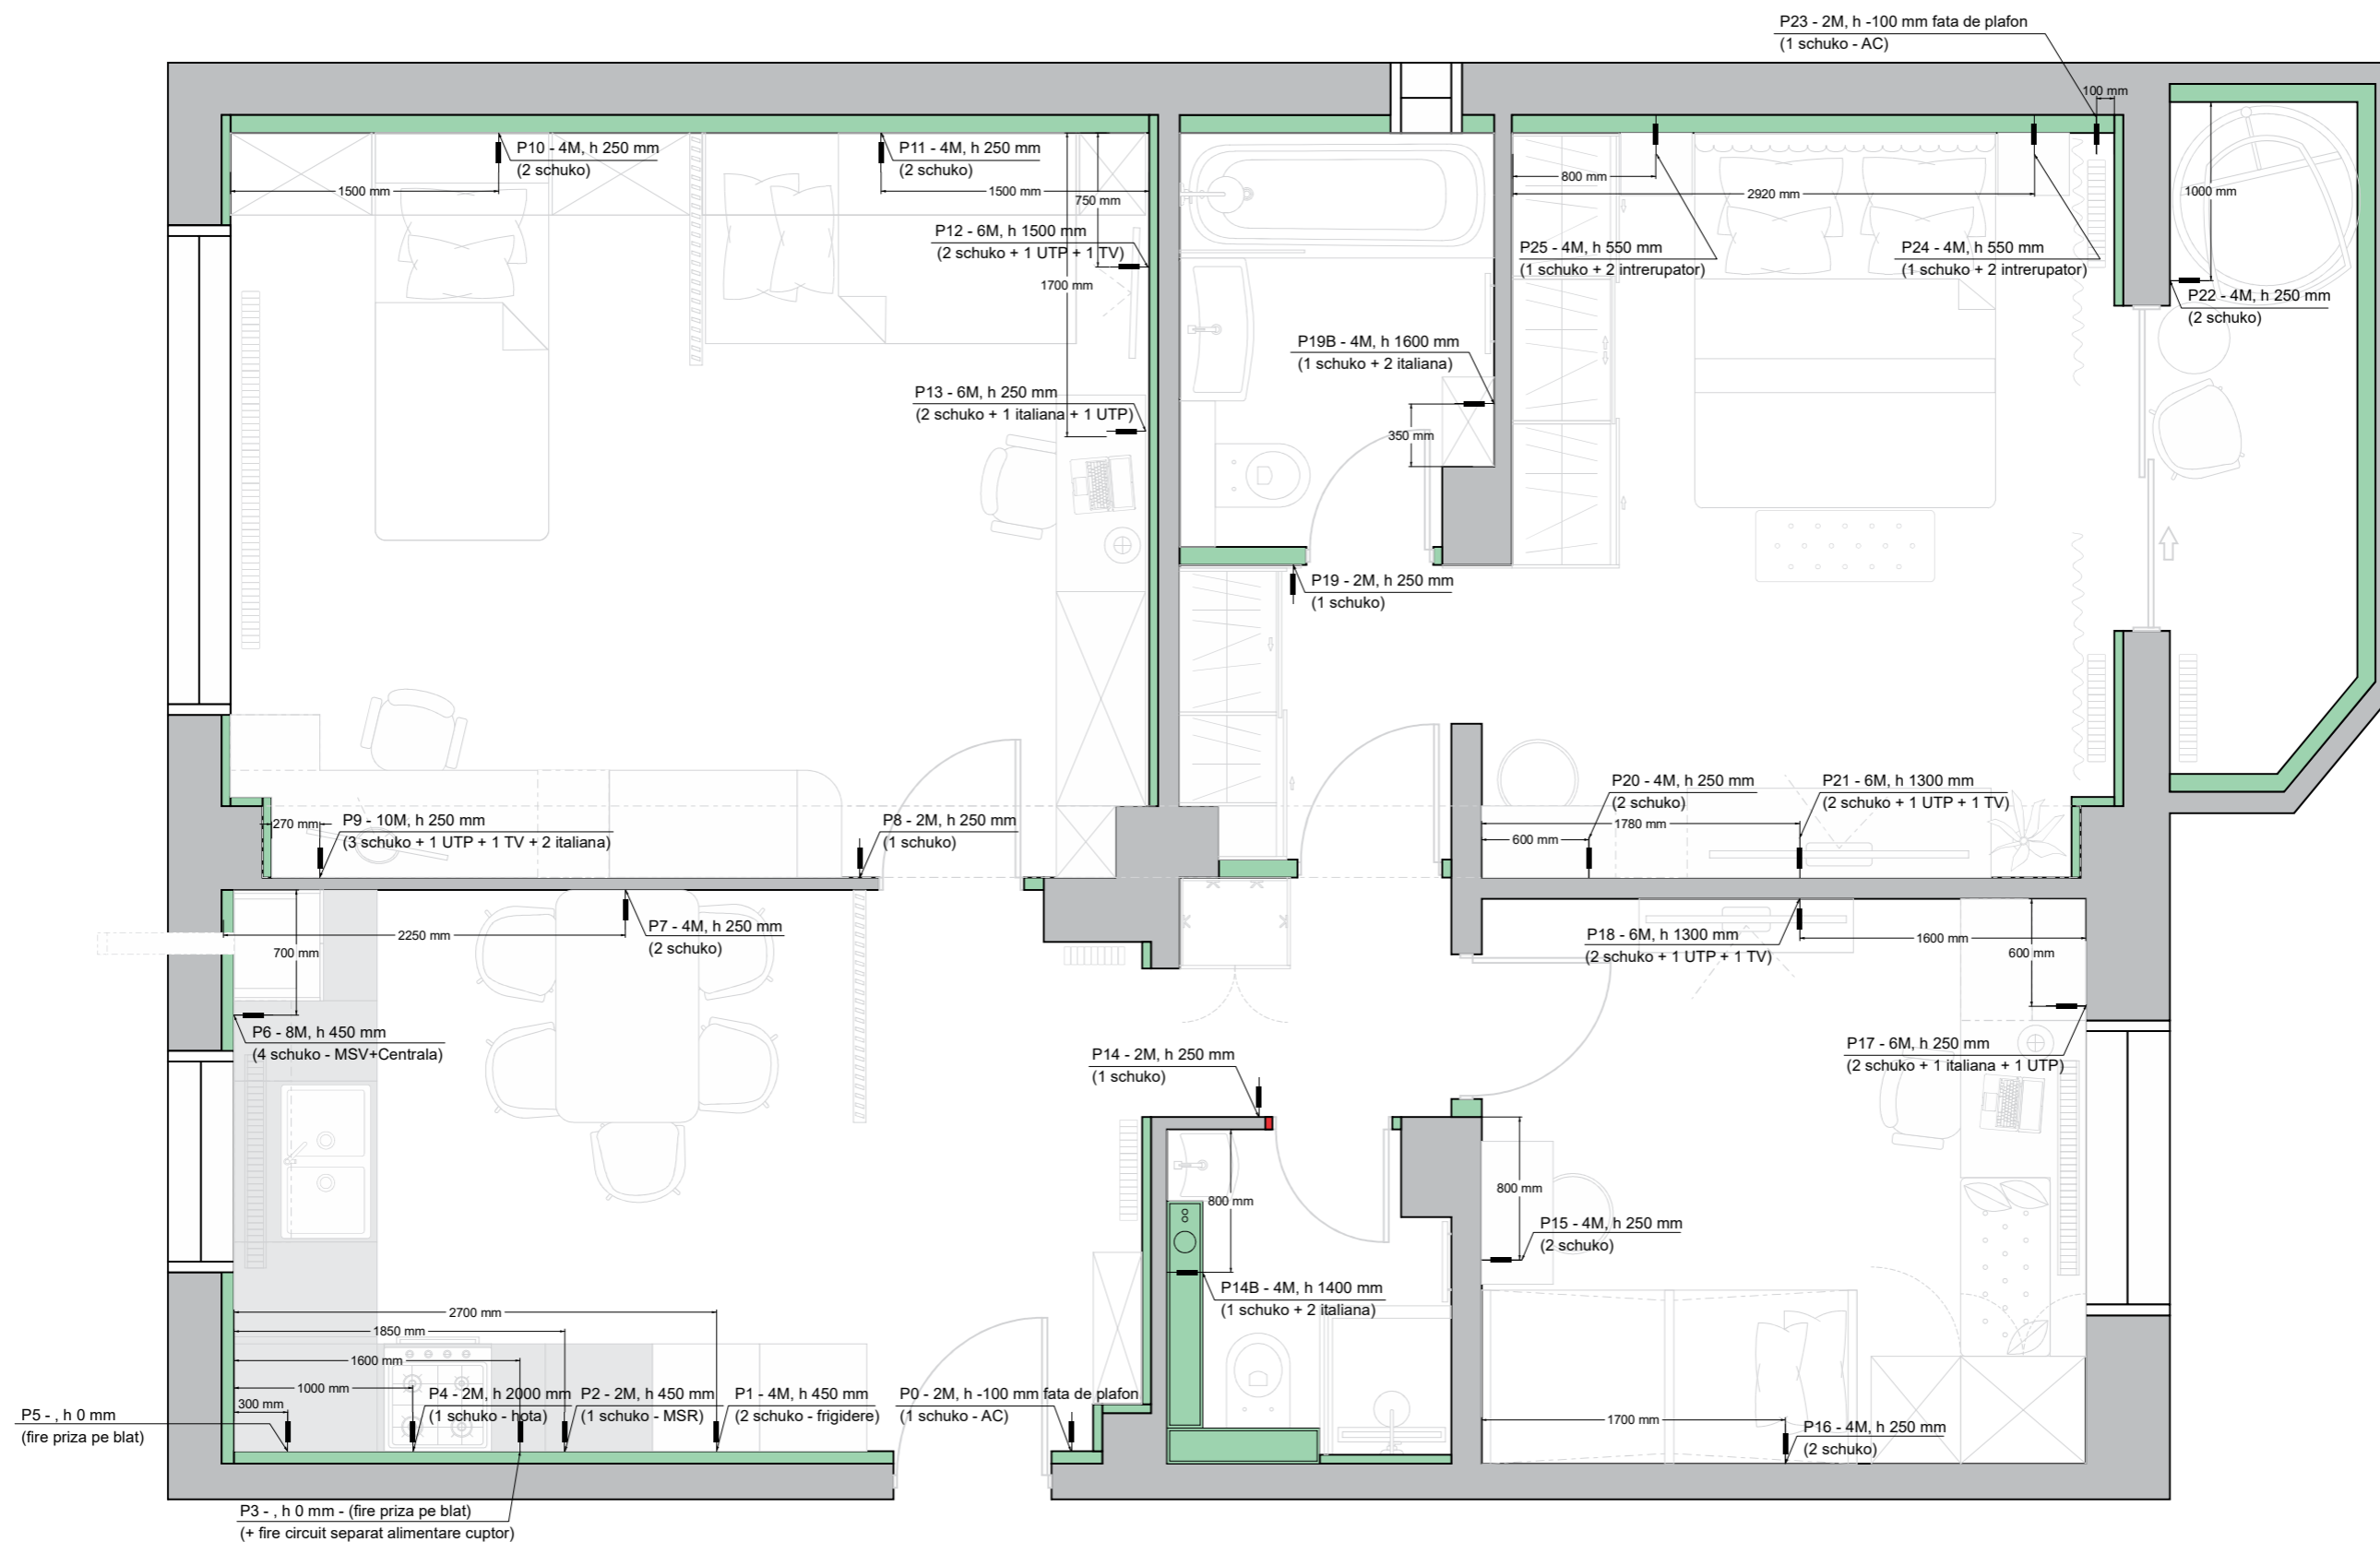 P23 - 2M, h -100 mm fata de plafon
(1 schuko - AC)
100 mm
P10 - 4M, h 250 mm
(2 schuko)
1500 mm
P11 - 4M, h 250 mm
(2 schuko)
1500 mm
750 mm
P12 - 6M, h 1500 mm
(2 schuko + 1 UTP + 1 TV)
1700 mm
P13 - 6M, h 250 mm
(2 schuko + 1 italiana + 1 UTP)
800 mm
2920 mm
P25 - 4M, h 550 mm
(1 schuko + 2 intrerupator)
P24 - 4M, h 550 mm
(1 schuko + 2 intrerupator)
1000 mm
P22 - 4M, h 250 mm
(2 schuko)
P19B - 4M, h 1600 mm
(1 schuko + 2 italiana)
350 mm
P19 - 2M, h 250 mm
(1 schuko)
270 mm
P9 - 10M, h 250 mm
(3 schuko + 1 UTP + 1 TV + 2 italiana)
P8 - 2M, h 250 mm
(1 schuko)
P20 - 4M, h 250 mm
(2 schuko)
P21 - 6M, h 1300 mm
(2 schuko + 1 UTP + 1 TV)
1780 mm
600 mm
2250 mm
P7 - 4M, h 250 mm
(2 schuko)
700 mm
P6 - 8M, h 450 mm
(4 schuko - MSV+Centrala)
P18 - 6M, h 1300 mm
(2 schuko + 1 UTP + 1 TV)
1600 mm
600 mm
P17 - 6M, h 250 mm
(2 schuko + 1 italiana + 1 UTP)
P14 - 2M, h 250 mm
(1 schuko)
800 mm
P14B - 4M, h 1400 mm
(1 schuko + 2 italiana)
800 mm
P15 - 4M, h 250 mm
(2 schuko)
2700 mm
1850 mm
1600 mm
1000 mm
300 mm
P5 - , h 0 mm
(fire priza pe blat)
P4 - 2M, h 2000 mm
(1 schuko - hota)
P2 - 2M, h 450 mm
(1 schuko - MSR)
P1 - 4M, h 450 mm
(2 schuko - frigidere)
P0 - 2M, h -100 mm fata de plafon
(1 schuko - AC)
1700 mm
P16 - 4M, h 250 mm
(2 schuko)
P3 - , h 0 mm - (fire priza pe blat)
(+ fire circuit separat alimentare cuptor)